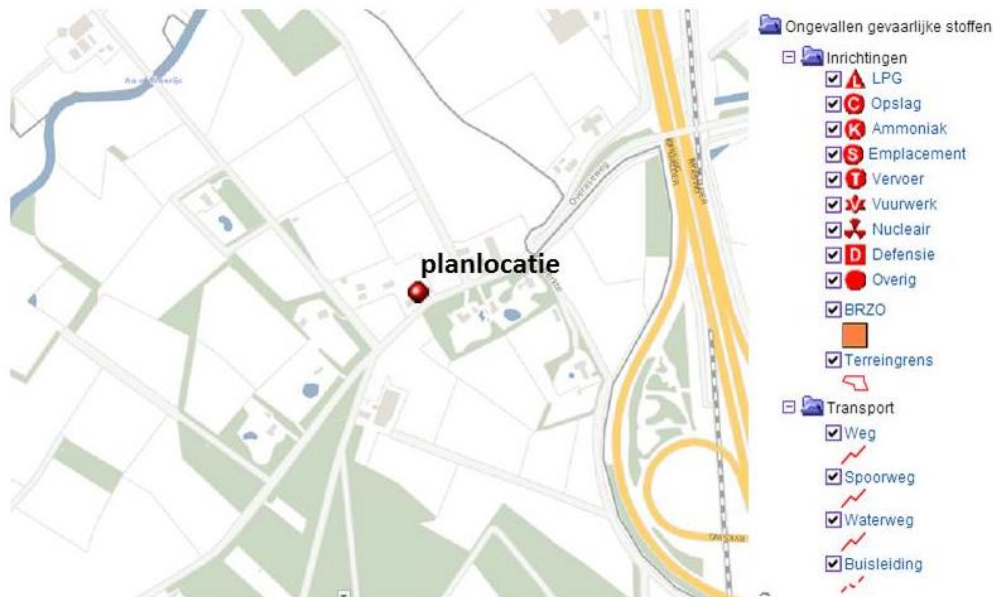 Overaseweg
planlocatie
Ongevallen gevaarlijke stoffen
Inrichtingen
L LPG
C Opslag
K Ammoniak
S Emplacement
T Vervoer
V Vuurwerk
Nucleair
D Defensie
Overig
BRZO
Terreingrens
Transport
Weg
Spoorweg
Waterweg
Buisleiding